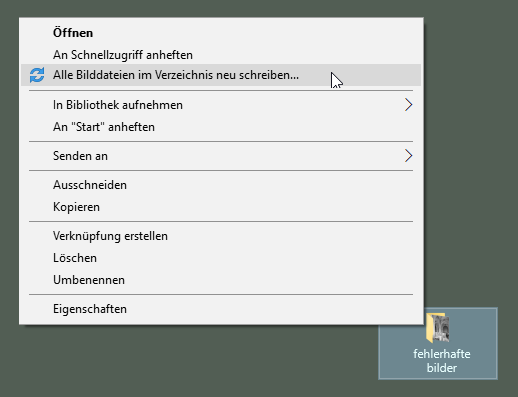 Öffnen
An Schnellzugriff anheften
Alle Bilddateien im Verzeichnis neu schreiben...
In Bibliothek aufnehmen
An "Start" anheften
Senden an
Ausschneiden
Kopieren
Verknüpfung erstellen
Löschen
Umbenennen
Eigenschaften
fehlerhafte
bilder